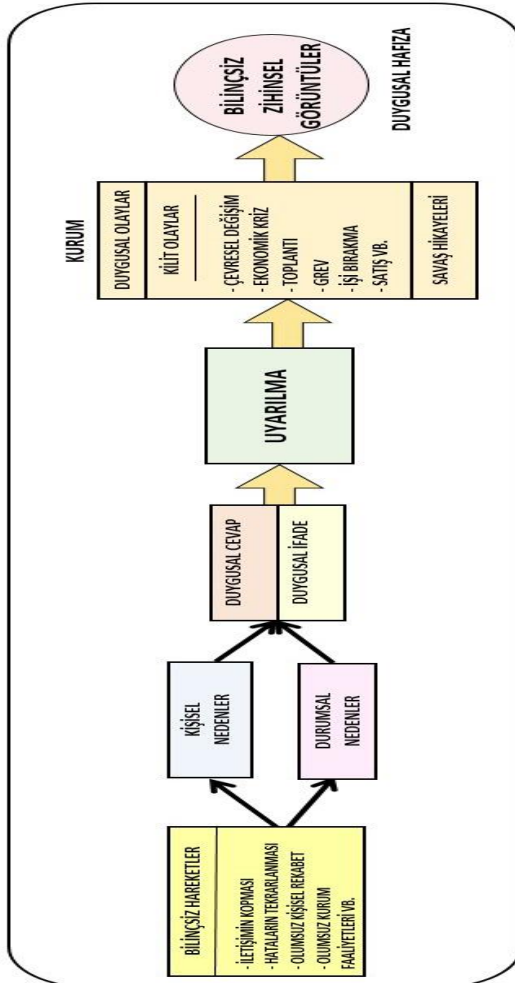 BİLİNÇSİZ HAREKETLER
- İLETİŞİMİN KOPMASI
- HATALARIN TEKRARLANMASI
- OLUMSUZ KİŞİSEL REKABET
- OLUMSUZ KURUM
FAALİYETLERİ VB.
KİŞİSEL
NEDENLER
DURUMSAL
NEDENLER
DUYGUSAL CEVAP
DUYGUSAL İFADE
UYARILMA
KURUM
DUYGUSAL OLAYLAR
KİLİT OLAYLAR
- ÇEVRESEL DEĞİŞİM
- EKONOMİK KRİZ
- TOPLANTI
- GREV
- İŞİ BIRAKMA
- SATIŞ VB.
SAVAŞ HİKAYELERİ
BİLİNÇSİZ
ZİHİNSEL
GÖRÜNTÜLER
DUYGUSAL HAFIZA